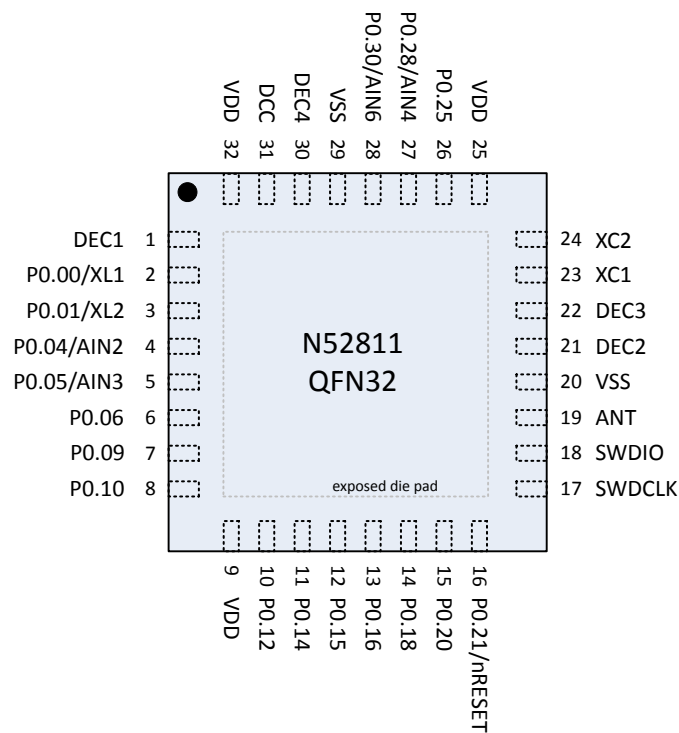 VDD 32
DCC 31
DEC4 30
VSS 29
P0.30/AIN6 28
P0.28/AIN4 27
P0.25 26
VDD 25
DEC1 1
P0.00/XL1 2
P0.01/XL2 3
P0.04/AIN2 4
P0.05/AIN3 5
P0.06 6
P0.09 7
P0.10 8
N52811
QFN32
exposed die pad
24 XC2
23 XC1
22 DEC3
21 DEC2
20 VSS
19 ANT
18 SWDIO
17 SWDCLK
9 VDD
10 P0.12
11 P0.14
12 P0.15
13 P0.16
14 P0.18
15 P0.20
16 P0.21/nRESET